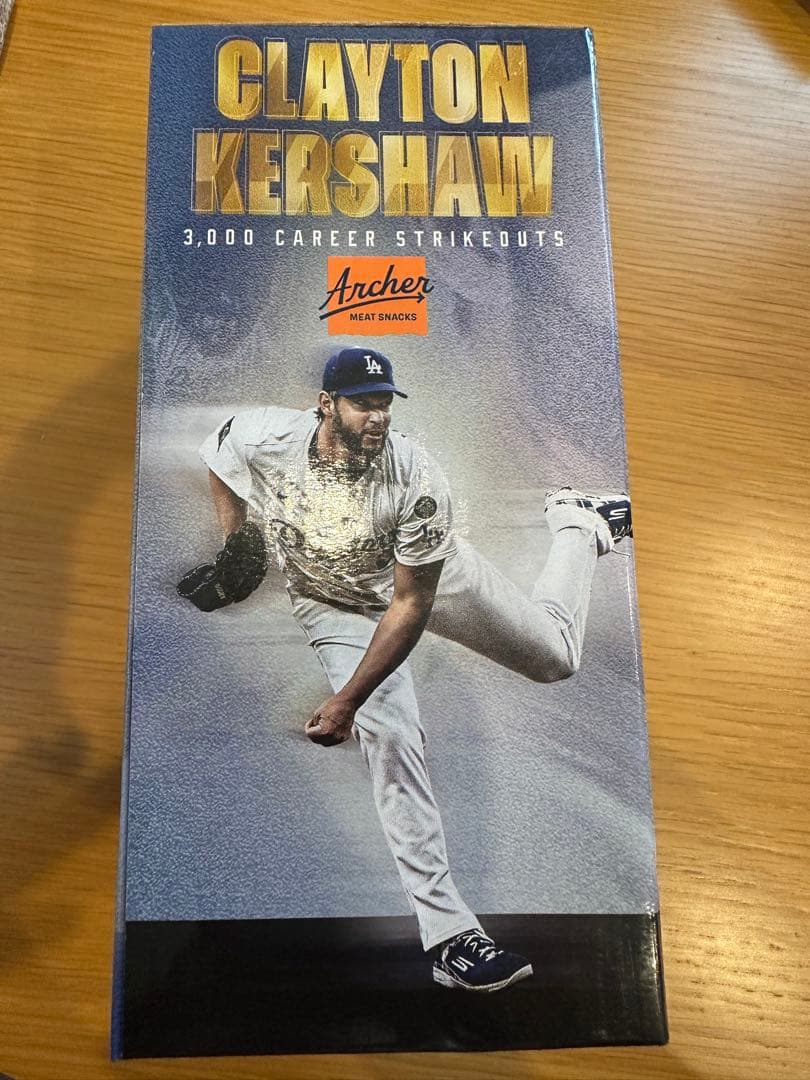 CLAYTON
KERSHAW
3,000 CAREER STRIKEOUTS
Archer
MEAT SNACKS
LA